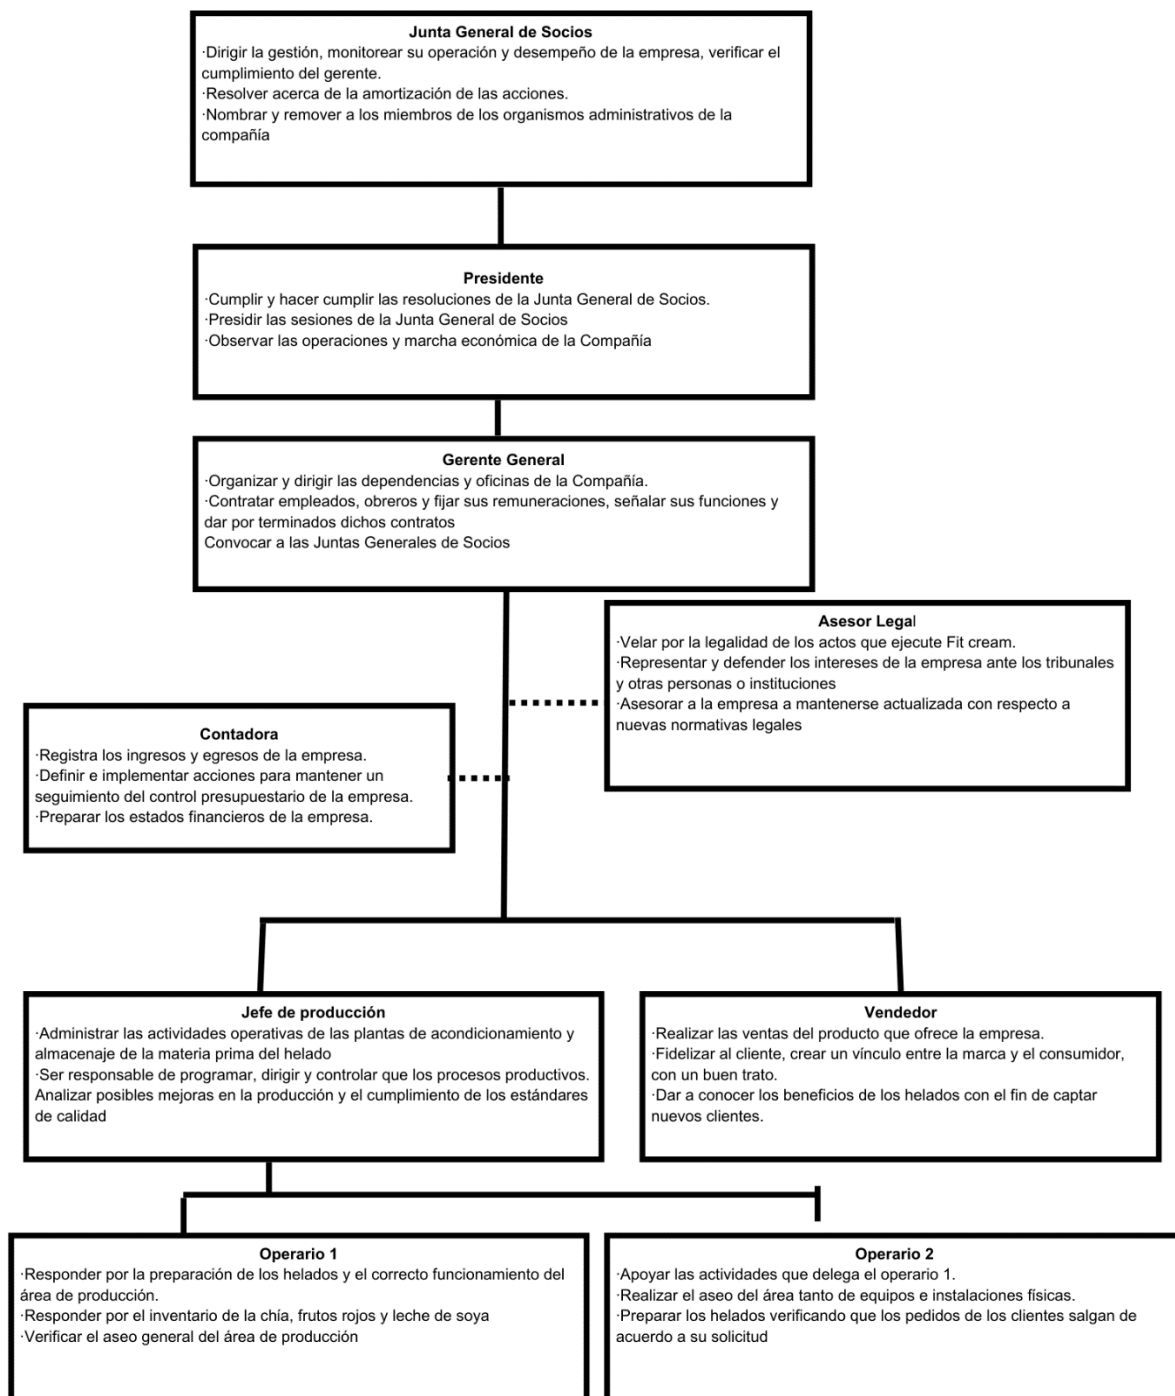 Junta General de Socios
·Dirigir la gestión, monitorear su operación y desempeño de la empresa, verificar el
cumplimiento del gerente.
·Resolver acerca de la amortización de las acciones.
·Nombrar y remover a los miembros de los organismos administrativos de la
compañía
Presidente
·Cumplir y hacer cumplir las resoluciones de la Junta General de Socios.
·Presidir las sesiones de la Junta General de Socios
·Observar las operaciones y marcha económica de la Compañía
Gerente General
·Organizar y dirigir las dependencias y oficinas de la Compañía.
·Contratar empleados, obreros y fijar sus remuneraciones, señalar sus funciones y
dar por terminados dichos contratos
Convocar a las Juntas Generales de Socios
Asesor Legal
·Velar por la legalidad de los actos que ejecute Fit cream.
·Representar y defender los intereses de la empresa ante los tribunales
y otras personas o instituciones
·Asesorar a la empresa a mantenerse actualizada con respecto a
nuevas normativas legales
Contadora
·Registra los ingresos y egresos de la empresa.
·Definir e implementar acciones para mantener un
seguimiento del control presupuestario de la empresa.
·Preparar los estados financieros de la empresa.
Jefe de producción
·Administrar las actividades operativas de las plantas de acondicionamiento y
almacenaje de la materia prima del helado
·Ser responsable de programar, dirigir y controlar que los procesos productivos.
Analizar posibles mejoras en la producción y el cumplimiento de los estándares
de calidad
Vendedor
·Realizar las ventas del producto que ofrece la empresa.
·Fidelizar al cliente, crear un vínculo entre la marca y el consumidor,
con un buen trato.
·Dar a conocer los beneficios de los helados con el fin de captar
nuevos clientes.
Operario 1
·Responder por la preparación de los helados y el correcto funcionamiento del
área de producción.
·Responder por el inventario de la chía, frutos rojos y leche de soya
·Verificar el aseo general del área de producción
Operario 2
·Apoyar las actividades que delega el operario 1.
·Realizar el aseo del área tanto de equipos e instalaciones físicas.
·Preparar los helados verificando que los pedidos de los clientes salgan de
acuerdo a su solicitud